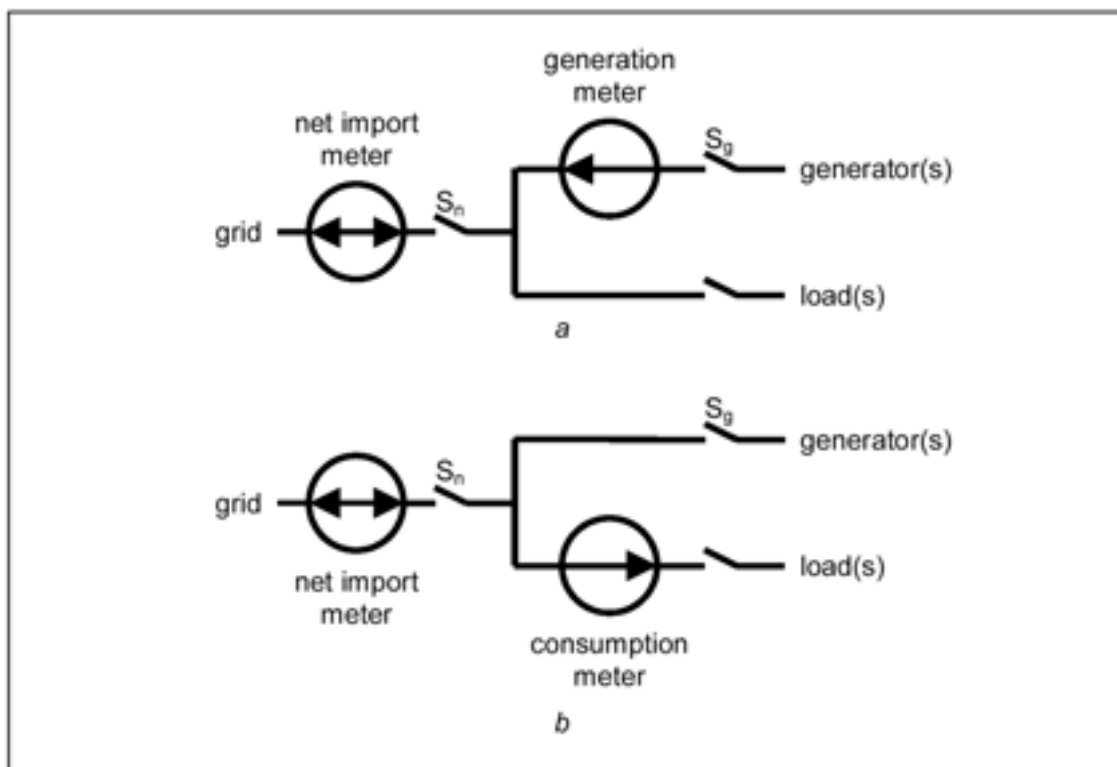 generation
meter
net import
meter
Sg
generator(s)
Sn
grid
load(s)
a
Sg
generator(s)
Sn
grid
load(s)
net import
meter
consumption
meter
b